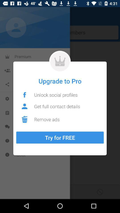 4:31
Upgrade to Pro
Unlock social profiles
Get full contact details
Remove ads
Try for FREE